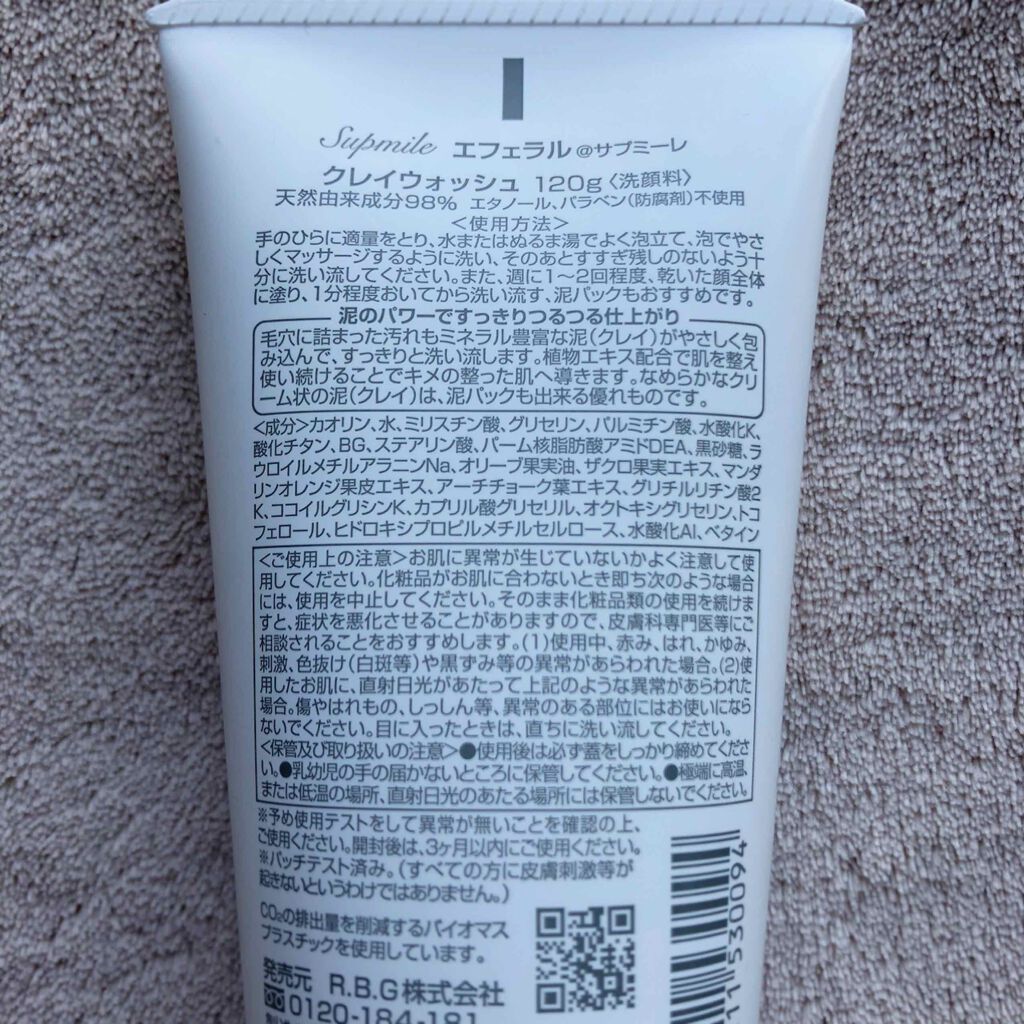 Supmile エフェラル@サプミーレ
クレイウォッシュ 120g〈洗顔料〉
天然由来成分98% エタノール、パラベン(防腐剤)不使用
<使用方法>
手のひらに適量をとり、水またはぬるま湯でよく泡立て、泡でやさ
しくマッサージするように洗い、そのあとすすぎ残しのないよう十
分に洗い流してください。また、週に1〜2回程度、乾いた顔全体
に塗り、1分程度おいてから洗い流す、泥パックもおすすめです。
泥のパワーですっきりつるつる仕上がり
毛穴に詰まった汚れもミネラル豊富な泥(クレイ)がやさしく包
み込んで、すっきりと洗い流します。植物エキス配合で肌を整え
使い続けることでキメの整った肌へ導きます。なめらかなクリ
ーム状の泥(クレイ)は、泥パックも出来る優れものです。
<成分>カオリン、水、ミリスチン酸、グリセリン、パルミチン酸、水酸化K、
酸化チタン、BG、ステアリン酸、パーム核脂肪酸アミドDEA、黒砂糖、ラ
ウロイルメチルアラニンNa、オリーブ果実油、ザクロ果実エキス、マンダ
リンオレンジ果皮エキス、アーチチョーク葉エキス、グリチルリチン酸2
K、ココイルグリシンK、カプリル酸グリセリル、オクトキシグリセリン、トコ
フェロール、ヒドロキシプロピルメチルセルロース、水酸化Al、ベタイン
<ご使用上の注意>お肌に異常が生じていないかよく注意して使
用してください。化粧品がお肌に合わないとき即ち次のような場合
には、使用を中止してください。そのまま化粧品類の使用を続けま
すと、症状を悪化させることがありますので、皮膚科専門医等にご
相談されることをおすすめします。(1)使用中、赤み、はれ、かゆみ、
刺激、色抜け(白斑等)や黒ずみ等の異常があらわれた場合。(2)使
用したお肌に、直射日光があたって上記のような異常があらわれた
場合。傷やはれもの、しっしん等、異常のある部位にはお使いになら
ないでください。目に入ったときは、直ちに洗い流してください。
<保管及び取り扱いの注意>●使用後は必ず蓋をしっかり締めてくださ
い。●乳幼児の手の届かないところに保管してください。●極端に高温、
または低温の場所、直射日光のあたる場所には保管しないでください。
※予め使用テストをして異常が無いことを確認の上、
ご使用ください。開封後は、3ヶ月以内にご使用ください。
※パッチテスト済み。(すべての方に皮膚刺激等が
起きないというわけではありません。)
CO₂の排出量を削減するバイオマス
プラスチックを使用しています。
発売元 R.B.G株式会社
0120-184-181
11530094